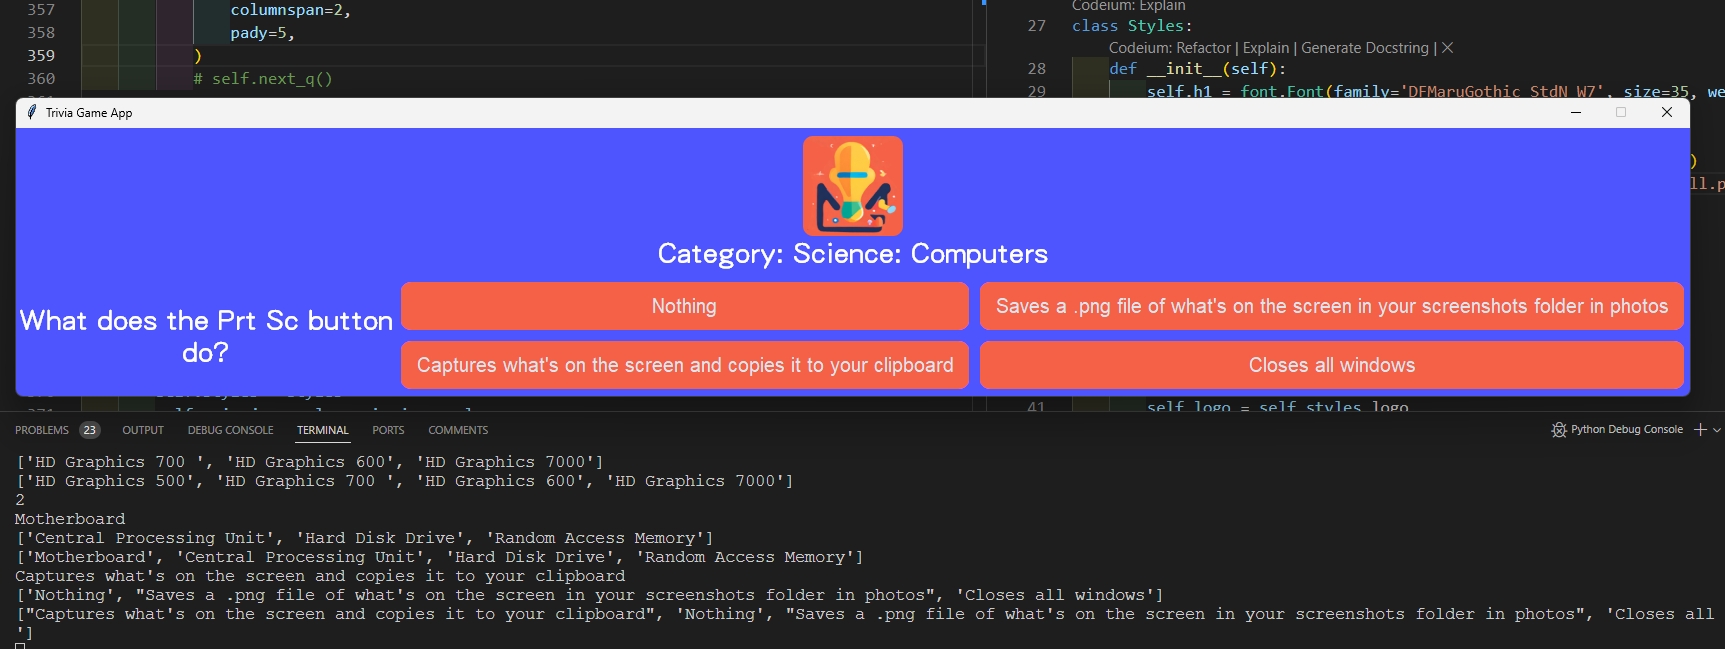 357 columnspan=2,
358 pady=5,
359 )
360 # self.next_q()
Codeium: Explain
27 class Styles:
Codeium: Refactor | Explain | Generate Docstring |
28 def __init__(self):
29 self.h1 = font.Font(family='DFMaruGothic StdN W7', size=35, we
)
ll.p
Trivia Game App
Category: Science: Computers
What does the Prt Sc button
do?
Nothing
Saves a .png file of what's on the screen in your screenshots folder in photos
Captures what's on the screen and copies it to your clipboard
Closes all windows
41 self.logo = self.styles.logo
PROBLEMS 23 OUTPUT DEBUG CONSOLE TERMINAL PORTS COMMENTS
Python Debug Console
['HD Graphics 700 ', 'HD Graphics 600', 'HD Graphics 7000']
['HD Graphics 500', 'HD Graphics 700 ', 'HD Graphics 600', 'HD Graphics 7000']
2
Motherboard
['Central Processing Unit', 'Hard Disk Drive', 'Random Access Memory']
['Motherboard', 'Central Processing Unit', 'Hard Disk Drive', 'Random Access Memory']
Captures what's on the screen and copies it to your clipboard
['Nothing', "Saves a .png file of what's on the screen in your screenshots folder in photos", 'Closes all windows']
["Captures what's on the screen and copies it to your clipboard", 'Nothing', "Saves a .png file of what's on the screen in your screenshots folder in photos", 'Closes all
']